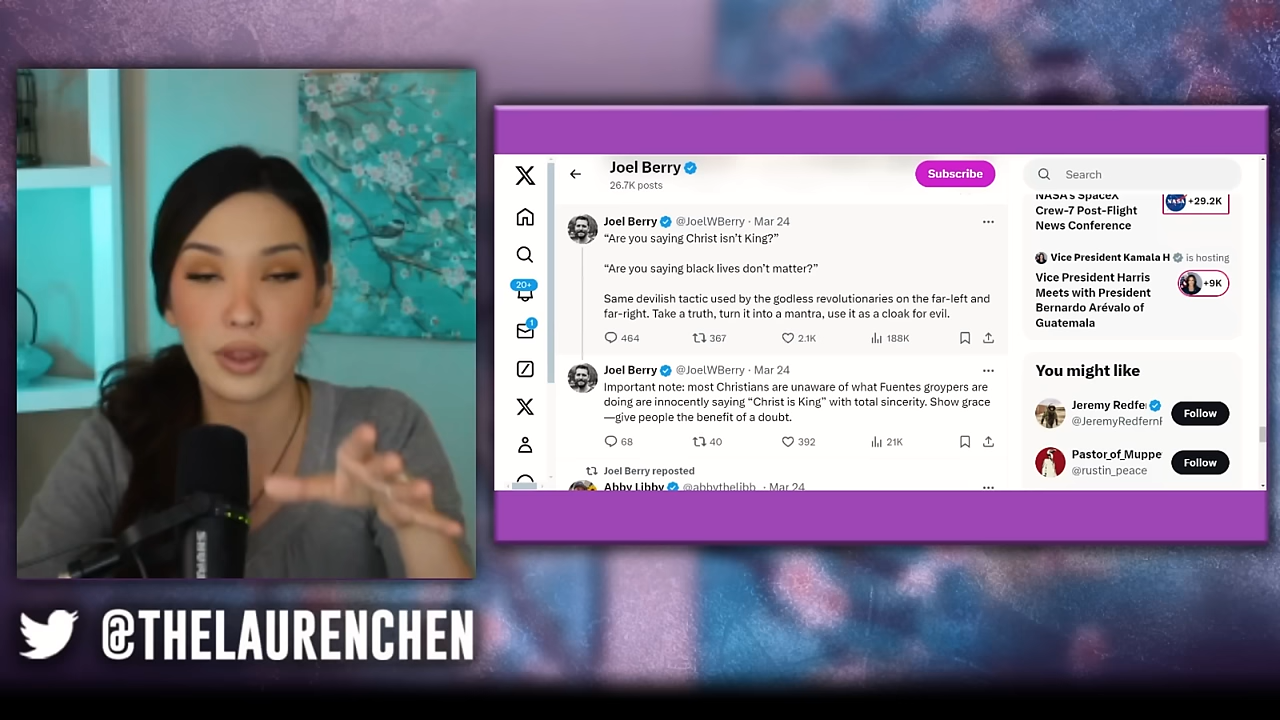 @THELAURENCHEN
SHURE
Joel Berry
26.7K posts
Subscribe
Search
Joel Berry @JoelWBerry · Mar 24
“Are you saying Christ isn’t King?”
“Are you saying black lives don’t matter?”
Same devilish tactic used by the godless revolutionaries on the far-left and
far-right. Take a truth, turn it into a mantra, use it as a cloak for evil.
464 367 2.1K 188K
Joel Berry @JoelWBerry · Mar 24
Important note: most Christians are unaware of what Fuentes groypers are
doing are innocently saying “Christ is King” with total sincerity. Show grace
—give people the benefit of a doubt.
68 40 392 21K
Joel Berry reposted
Abby Libby @abbythelibb_ · Mar 24
20+
1
NASA's SpaceX
Crew-7 Post-Flight
News Conference
NASA
+29.2K
Vice President Kamala H is hosting
Vice President Harris
Meets with President
Bernardo Arévalo of
Guatemala
+9K
You might like
Jeremy Redfe
@JeremyRedfern
Follow
Pastor_of_Muppe
@rustin_peace
Follow